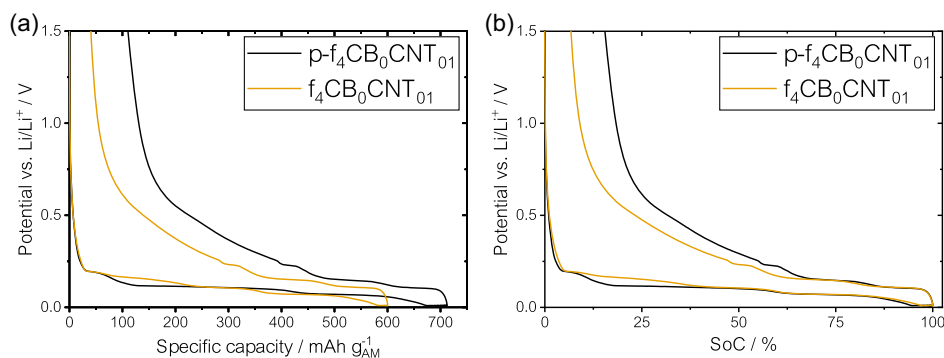 (a)
1.5
1.0
0.5
0.0
Potential vs. Li/Li⁺ / V
p-f₄CB₀CNT₀₁
f₄CB₀CNT₀₁
0 100 200 300 400 500 600 700
Specific capacity / mAh g⁻¹_AM
(b)
1.5
1.0
0.5
0.0
Potential vs. Li/Li⁺ / V
p-f₄CB₀CNT₀₁
f₄CB₀CNT₀₁
0 25 50 75 100
SoC / %